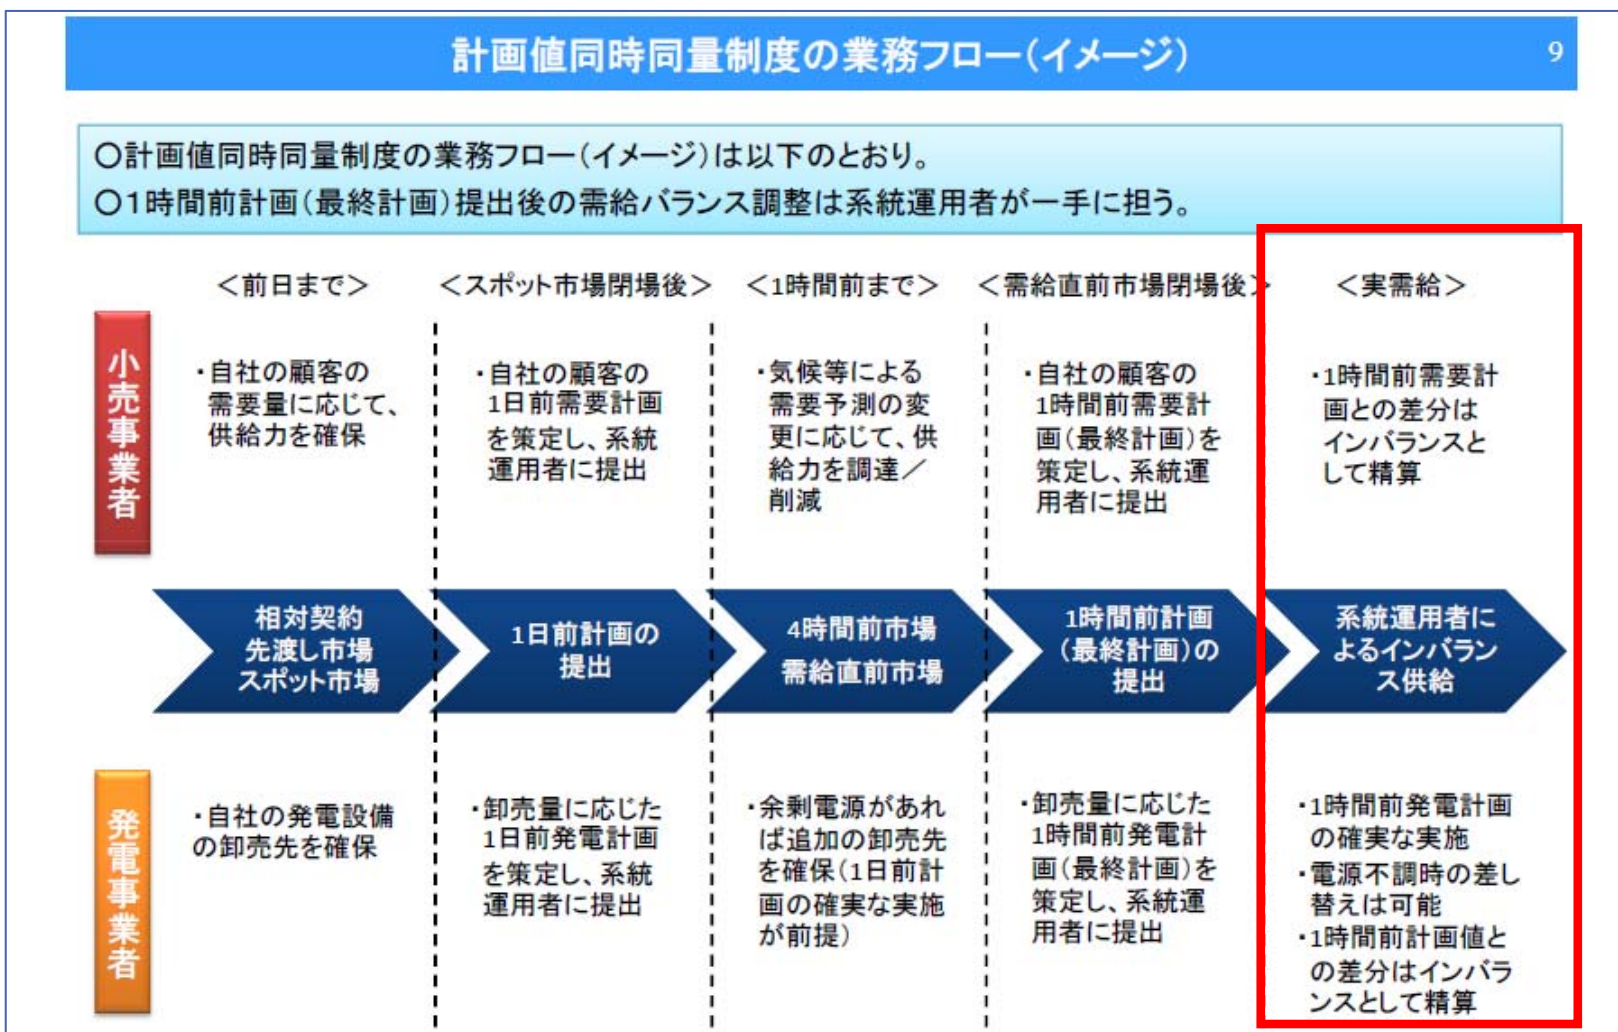 計画値同時同量制度の業務フロー(イメージ)
9
○計画値同時同量制度の業務フロー(イメージ)は以下のとおり。
○1時間前計画(最終計画)提出後の需給バランス調整は系統運用者が一手に担う。
<前日まで>
<スポット市場閉場後>
<1時間前まで>
<需給直前市場閉場後>
<実需給>
小売事業者
・自社の顧客の
需要量に応じて、
供給力を確保
・自社の顧客の
1日前需要計画
を策定し、系統
運用者に提出
・気候等による
需要予測の変
更に応じて、供
給力を調達/
削減
・自社の顧客の
1時間前需要計
画(最終計画)を
策定し、系統運
用者に提出
・1時間前需要計
画との差分は
インバランスと
して精算
相対契約
先渡し市場
スポット市場
1日前計画の
提出
4時間前市場
需給直前市場
1時間前計画
(最終計画)の
提出
系統運用者に
よるインバラン
ス供給
発電事業者
・自社の発電設備
の卸売先を確保
・卸売量に応じた
1日前発電計画
を策定し、系統
運用者に提出
・余剰電源があれ
ば追加の卸売先
を確保(1日前計
画の確実な実施
が前提)
・卸売量に応じた
1時間前発電計
画(最終計画)を
策定し、系統運
用者に提出
・1時間前発電計画
の確実な実施
・電源不調時の差し
替えは可能
・1時間前計画値と
の差分はインバラ
ンスとして精算